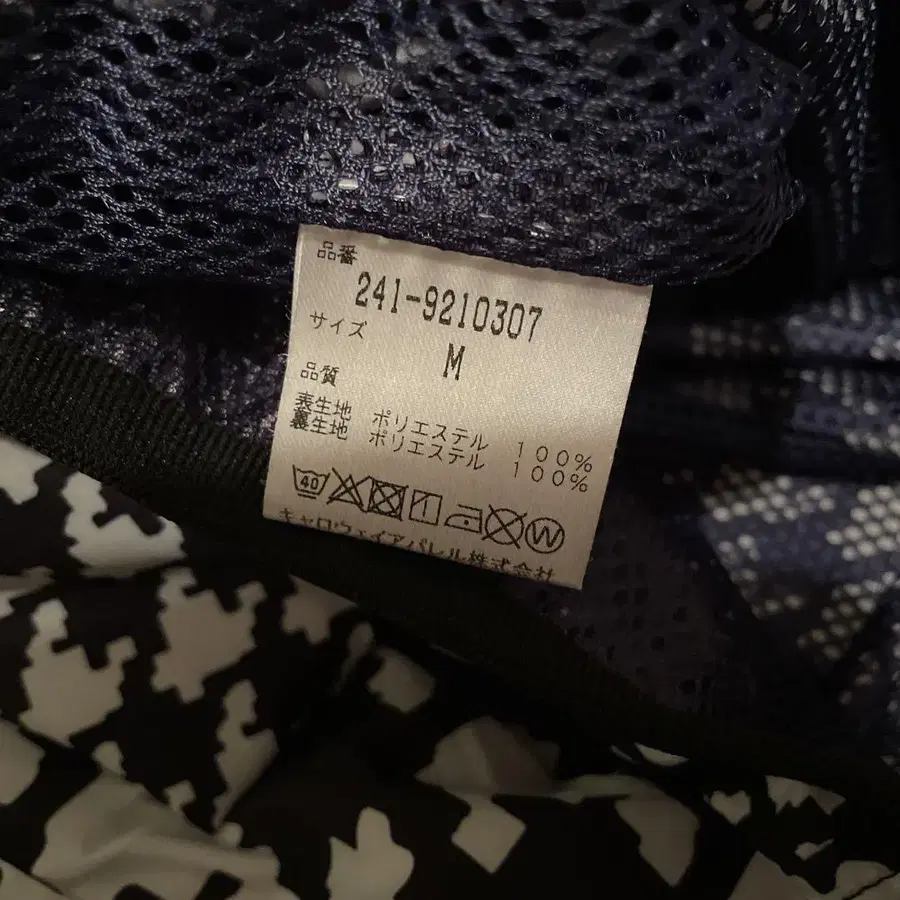 品番
241-9210307
サイズ
M
品質
表生地 ポリエステル 100%
裏生地 ポリエステル 100%
40 W
キャロウェイアパレル株式会社